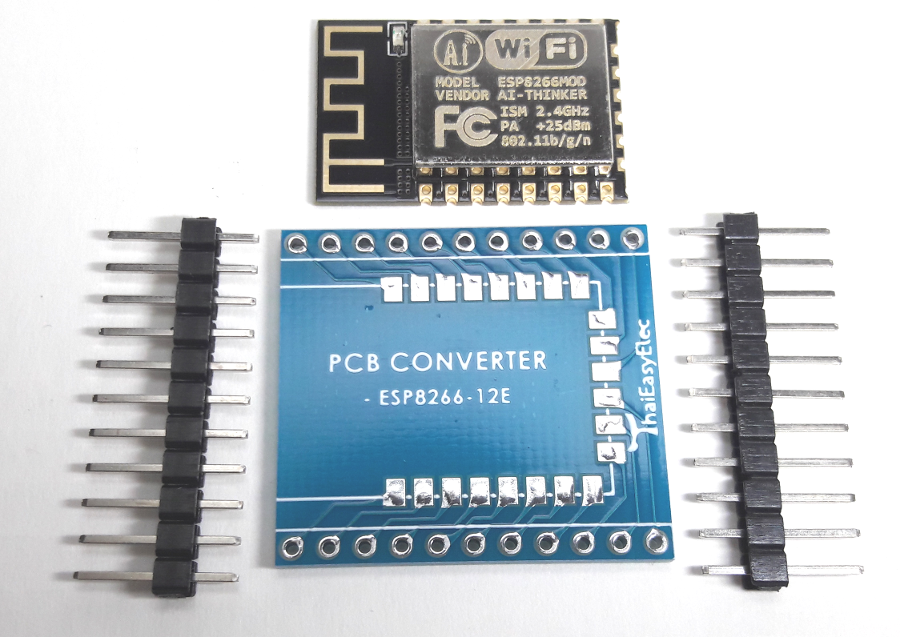 Ai WiFi
MODEL ESP8266MOD
VENDOR AI-THINKER
FC ISM 2.4GHz
PA +25dBm
802.11b/g/n
PCB CONVERTER
- ESP8266-12E
ThaiEasyElec